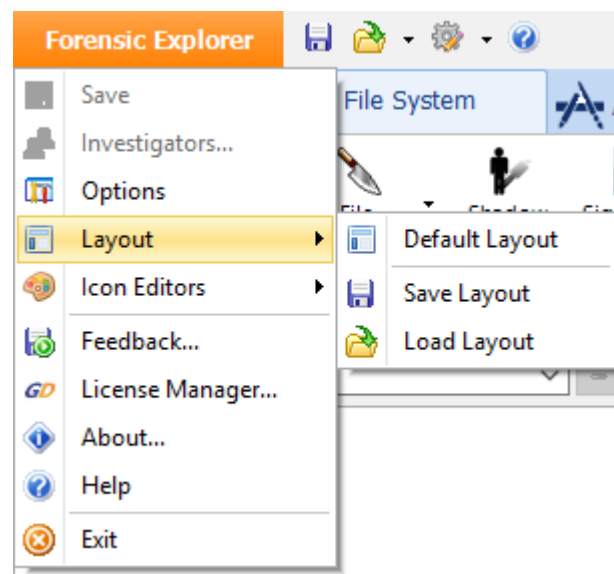 Forensic Explorer
File System
Save
Investigators...
Options
Layout
Icon Editors
Feedback...
GD
License Manager...
About...
Help
Exit
Default Layout
Save Layout
Load Layout